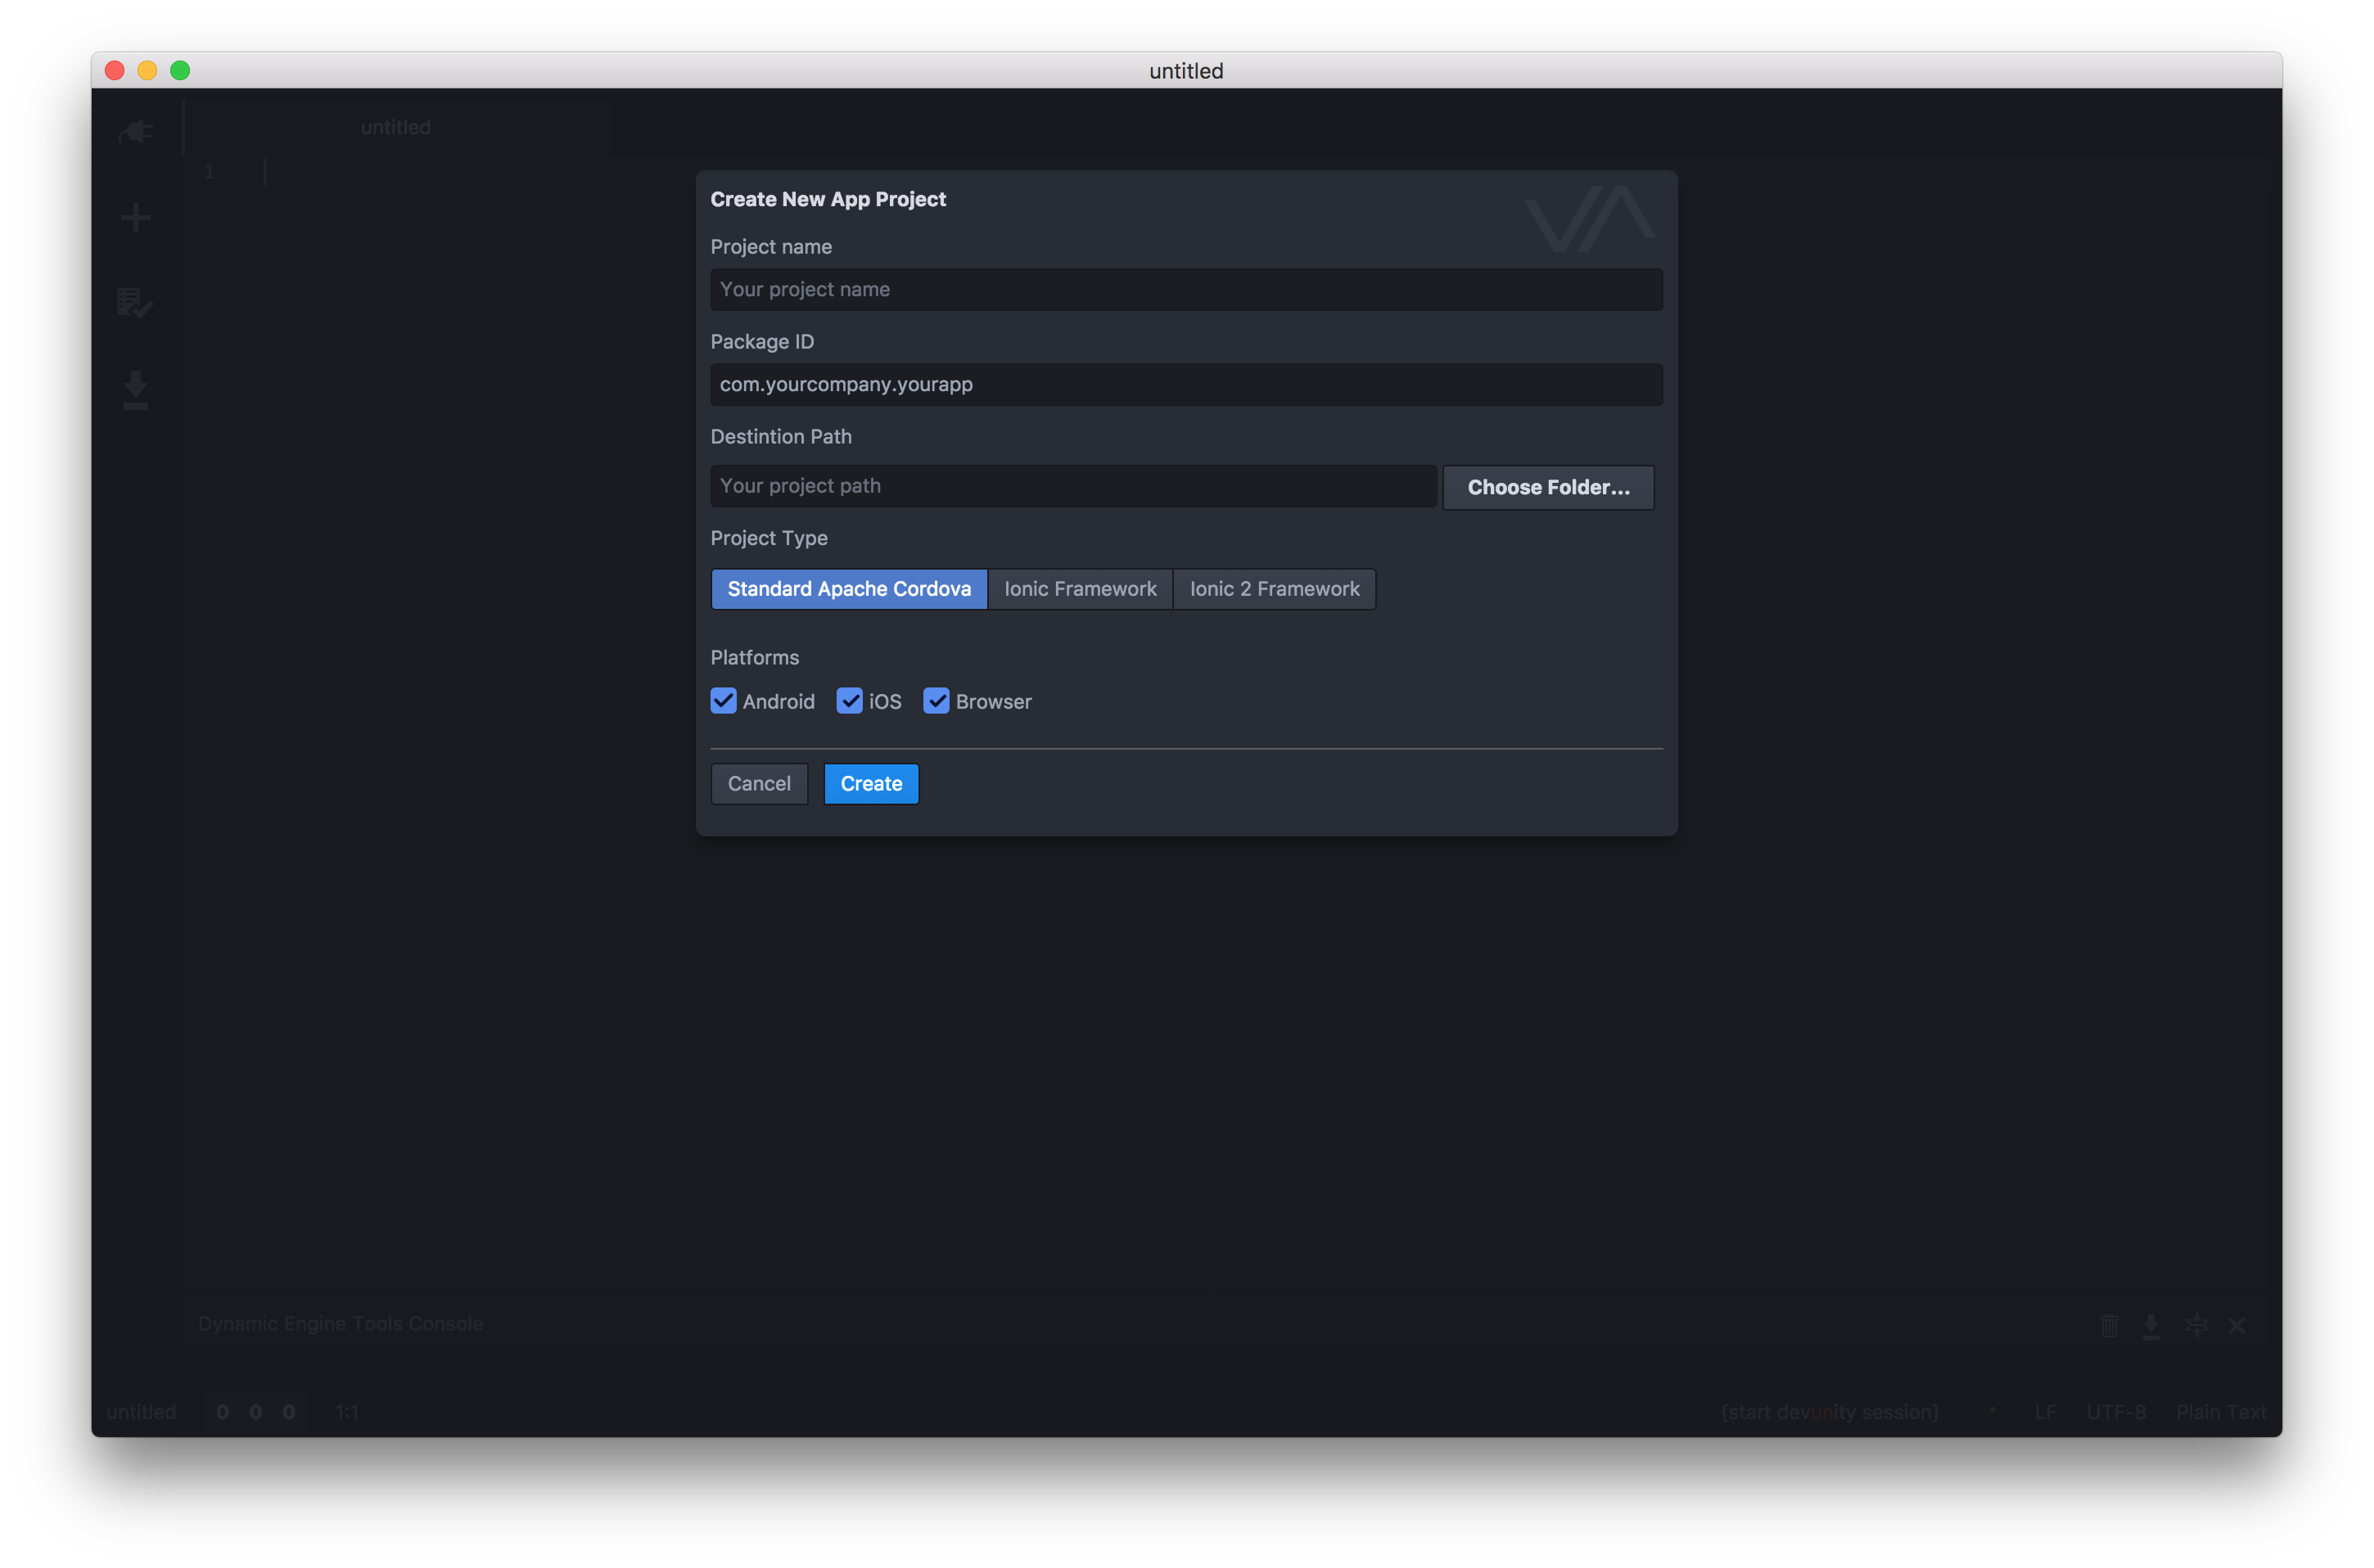 untitled
untitled
1
Create New App Project
Project name
Your project name
Package ID
com.yourcompany.yourapp
Destintion Path
Your project path
Choose Folder...
Project Type
Standard Apache Cordova Ionic Framework Ionic 2 Framework
Platforms
Android iOS Browser
Cancel Create
Dynamic Engine Tools Console
untitled 0 0 0 1:1 {start devunity session} LF UTF-8 Plain Text